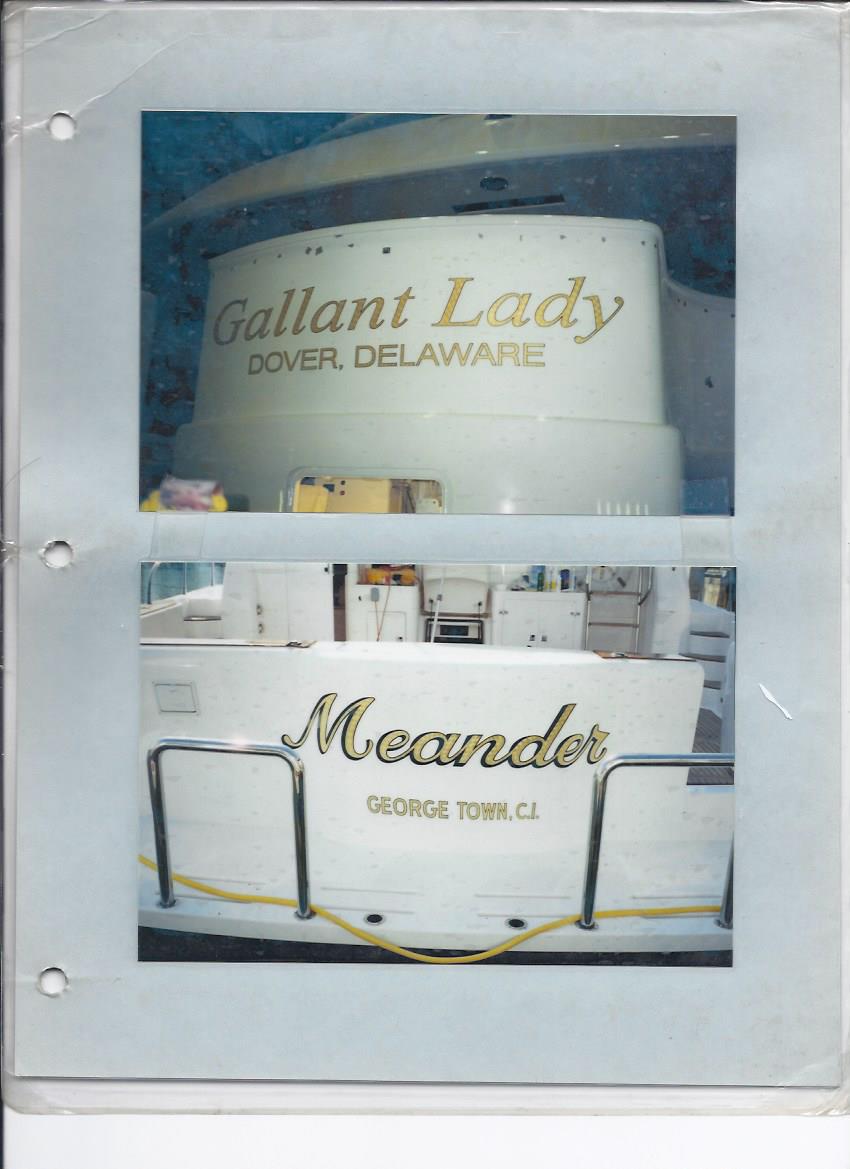 Gallant Lady
DOVER, DELAWARE
Meander
GEORGE TOWN, C.I.